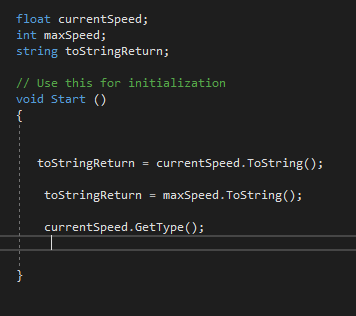 float currentSpeed;
int maxSpeed;
string toStringReturn;
// Use this for initialization
void Start ()
{
toStringReturn = currentSpeed.ToString();
toStringReturn = maxSpeed.ToString();
currentSpeed.GetType();
}